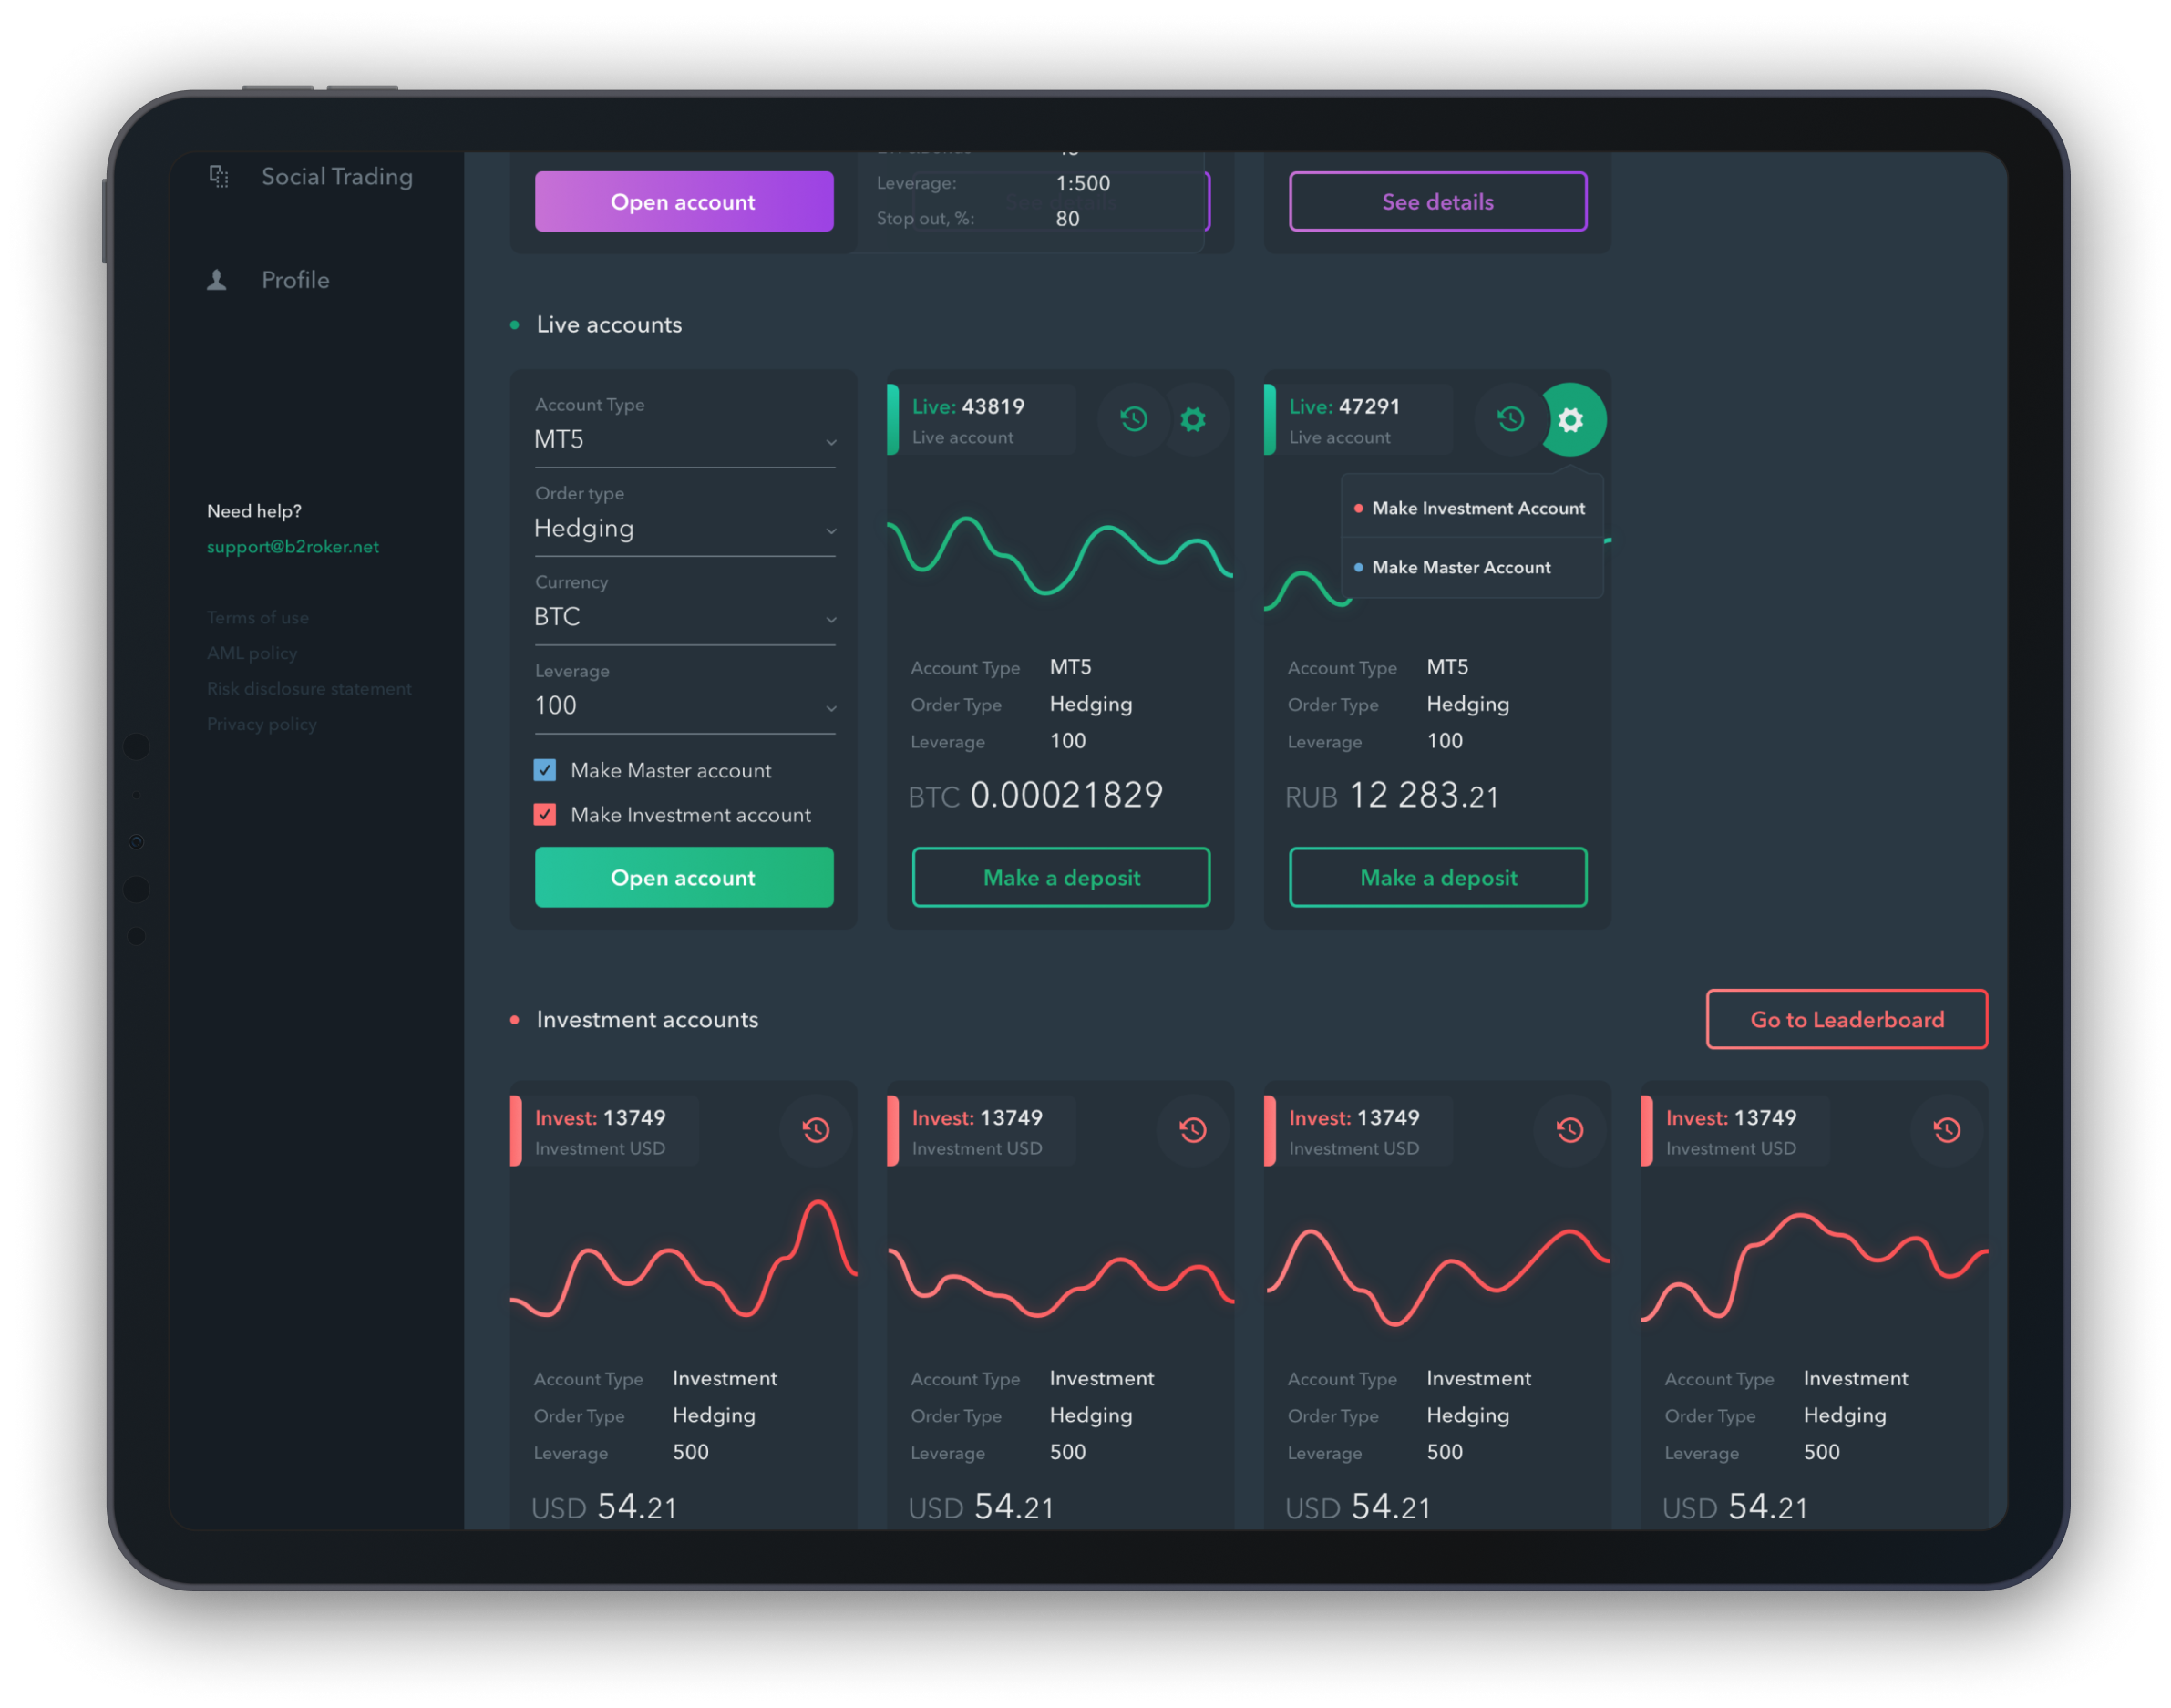 Social Trading
Profile
Need help?
support@b2roker.net
Terms of use
AML policy
Risk disclosure statement
Privacy policy
Open account
Leverage: 1:500
Stop out, %: 80
See details
Live accounts
Account Type
MT5
Order type
Hedging
Currency
BTC
Leverage
100
Make Master account
Make Investment account
Open account
Live: 43819
Live account
Account Type MT5
Order Type Hedging
Leverage 100
BTC 0.00021829
Make a deposit
Live: 47291
Live account
Make Investment Account
Make Master Account
Account Type MT5
Order Type Hedging
Leverage 100
RUB 12 283.21
Make a deposit
Investment accounts
Go to Leaderboard
Invest: 13749
Investment USD
Account Type Investment
Order Type Hedging
Leverage 500
USD 54.21
Invest: 13749
Investment USD
Account Type Investment
Order Type Hedging
Leverage 500
USD 54.21
Invest: 13749
Investment USD
Account Type Investment
Order Type Hedging
Leverage 500
USD 54.21
Invest: 13749
Investment USD
Account Type Investment
Order Type Hedging
Leverage 500
USD 54.21